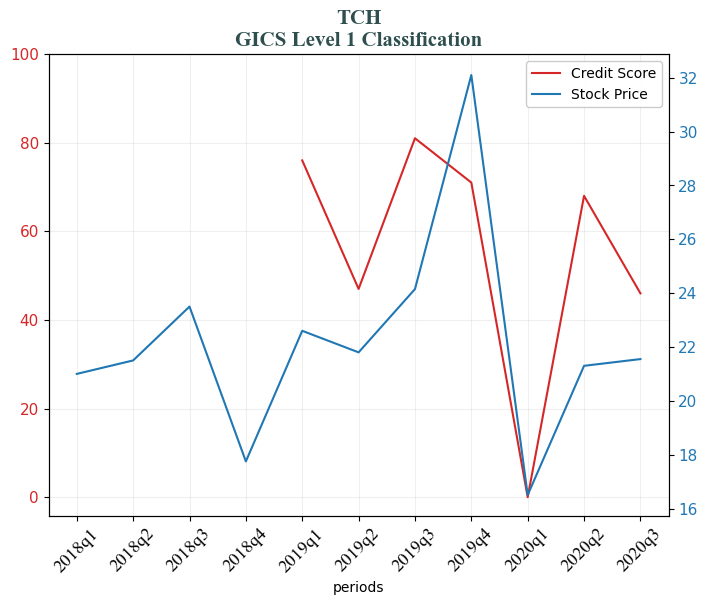 TCH
GICS Level 1 Classification
Credit Score
Stock Price
100
80
60
40
20
0
32
30
28
26
24
22
20
18
16
2018q1
2018q2
2018q3
2018q4
2019q1
2019q2
2019q3
2019q4
2020q1
2020q2
2020q3
periods